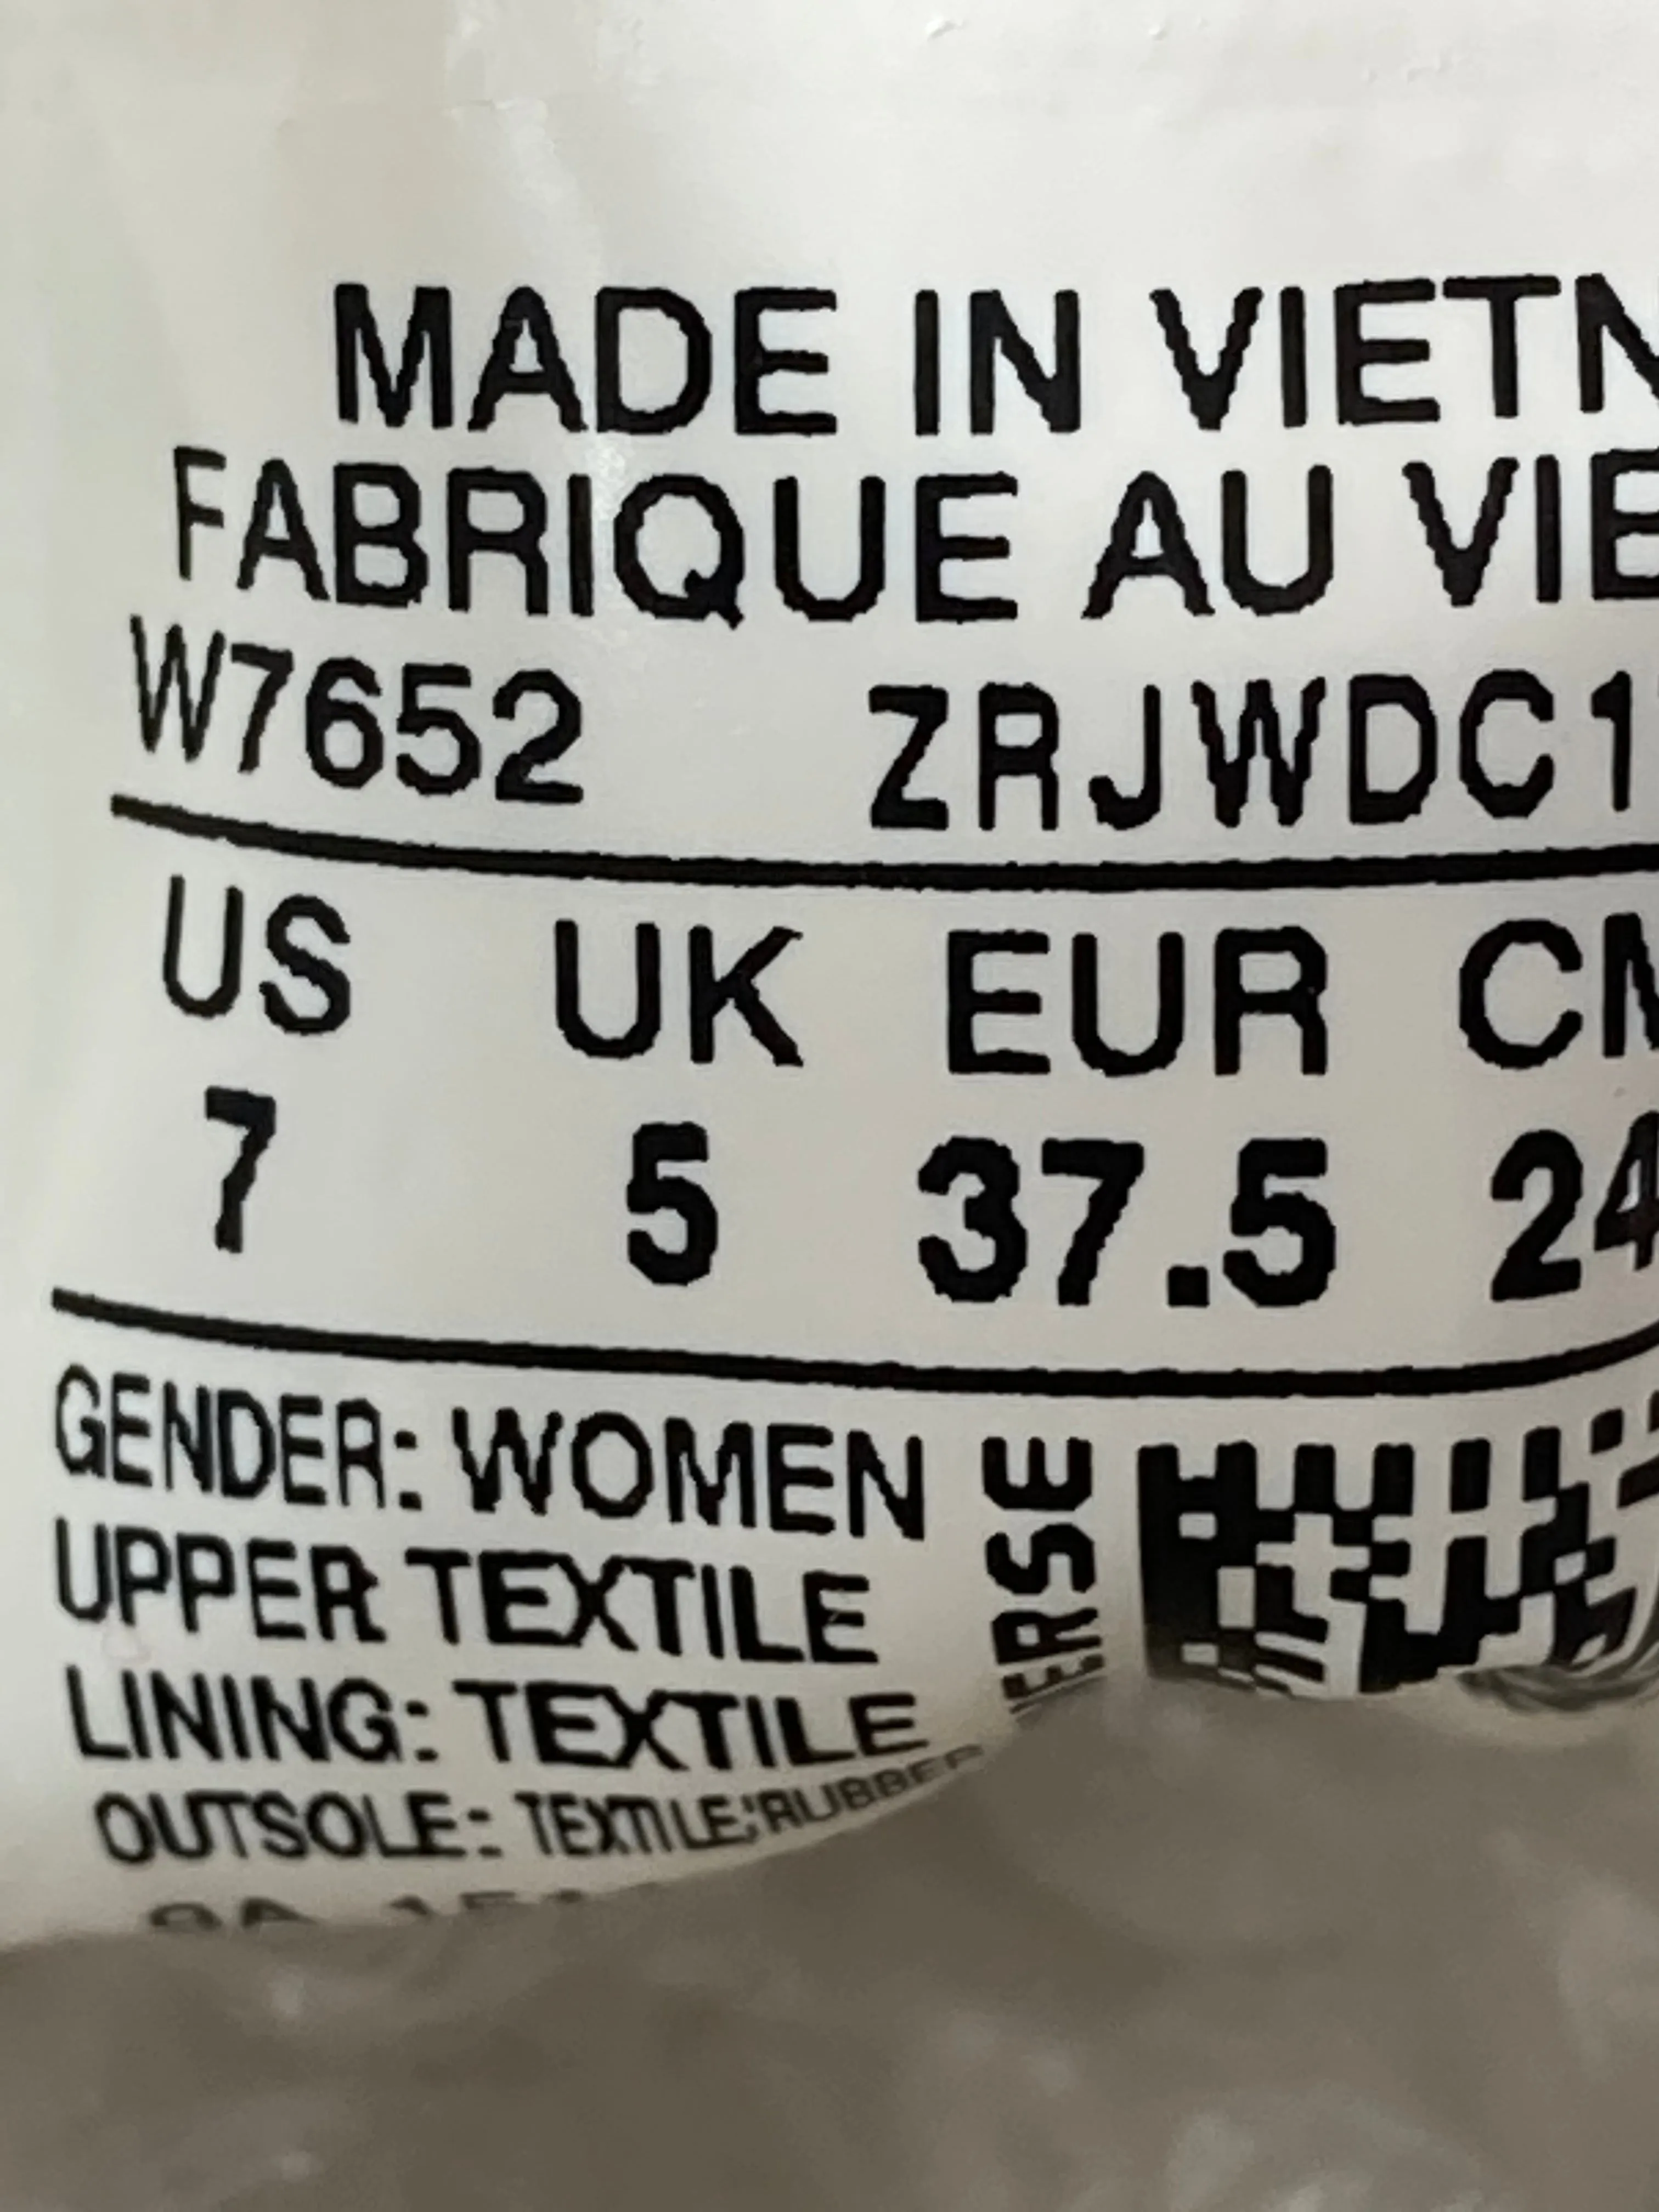 MADE IN VIETN
FABRIQUE AU VIE
W7652 ZRJWDC1
US UK EUR CM
7 5 37.5 24
GENDER: WOMEN
UPPER TEXTILE
LINING: TEXTILE
OUTSOLE: TEXTILE;RUBBER
ERSE